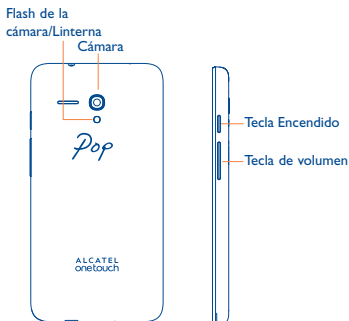 Flash de la
cámara/Linterna
Cámara
Tecla Encendido
Tecla de volumen
Pop
ALCATEL
onetouch